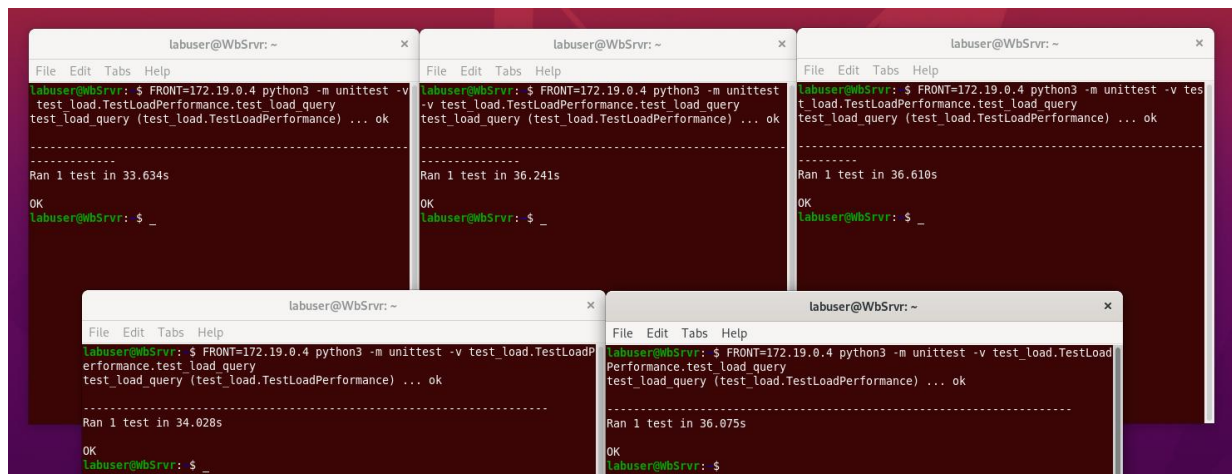 labuser@WbSrvr: ~ ×
File Edit Tabs Help
labuser@WbSrvr:~$ FRONT=172.19.0.4 python3 -m unittest -v
test_load.TestLoadPerformance.test_load_query
test_load_query (test_load.TestLoadPerformance) ... ok
----------------------------------------------------------
-------------
Ran 1 test in 33.634s
OK
labuser@WbSrvr:~$ _
labuser@WbSrvr: ~ ×
File Edit Tabs Help
labuser@WbSrvr:~$ FRONT=172.19.0.4 python3 -m unittest
-v test_load.TestLoadPerformance.test_load_query
test_load_query (test_load.TestLoadPerformance) ... ok
--------------------------------------------------------
---------------
Ran 1 test in 36.241s
OK
labuser@WbSrvr:~$ _
labuser@WbSrvr: ~ ×
File Edit Tabs Help
labuser@WbSrvr:~$ FRONT=172.19.0.4 python3 -m unittest -v tes
t_load.TestLoadPerformance.test_load_query
test_load_query (test_load.TestLoadPerformance) ... ok
-------------------------------------------------------------
---------
Ran 1 test in 36.610s
OK
labuser@WbSrvr:~$ _
labuser@WbSrvr: ~ ×
File Edit Tabs Help
labuser@WbSrvr:~$ FRONT=172.19.0.4 python3 -m unittest -v test_load.TestLoadP
erformance.test_load_query
test_load_query (test_load.TestLoadPerformance) ... ok
----------------------------------------------------------------------
Ran 1 test in 34.028s
OK
labuser@WbSrvr:~$ _
labuser@WbSrvr: ~ ×
File Edit Tabs Help
labuser@WbSrvr:~$ FRONT=172.19.0.4 python3 -m unittest -v test_load.TestLoad
Performance.test_load_query
test_load_query (test_load.TestLoadPerformance) ... ok
----------------------------------------------------------------------
Ran 1 test in 36.075s
OK
labuser@WbSrvr:~$